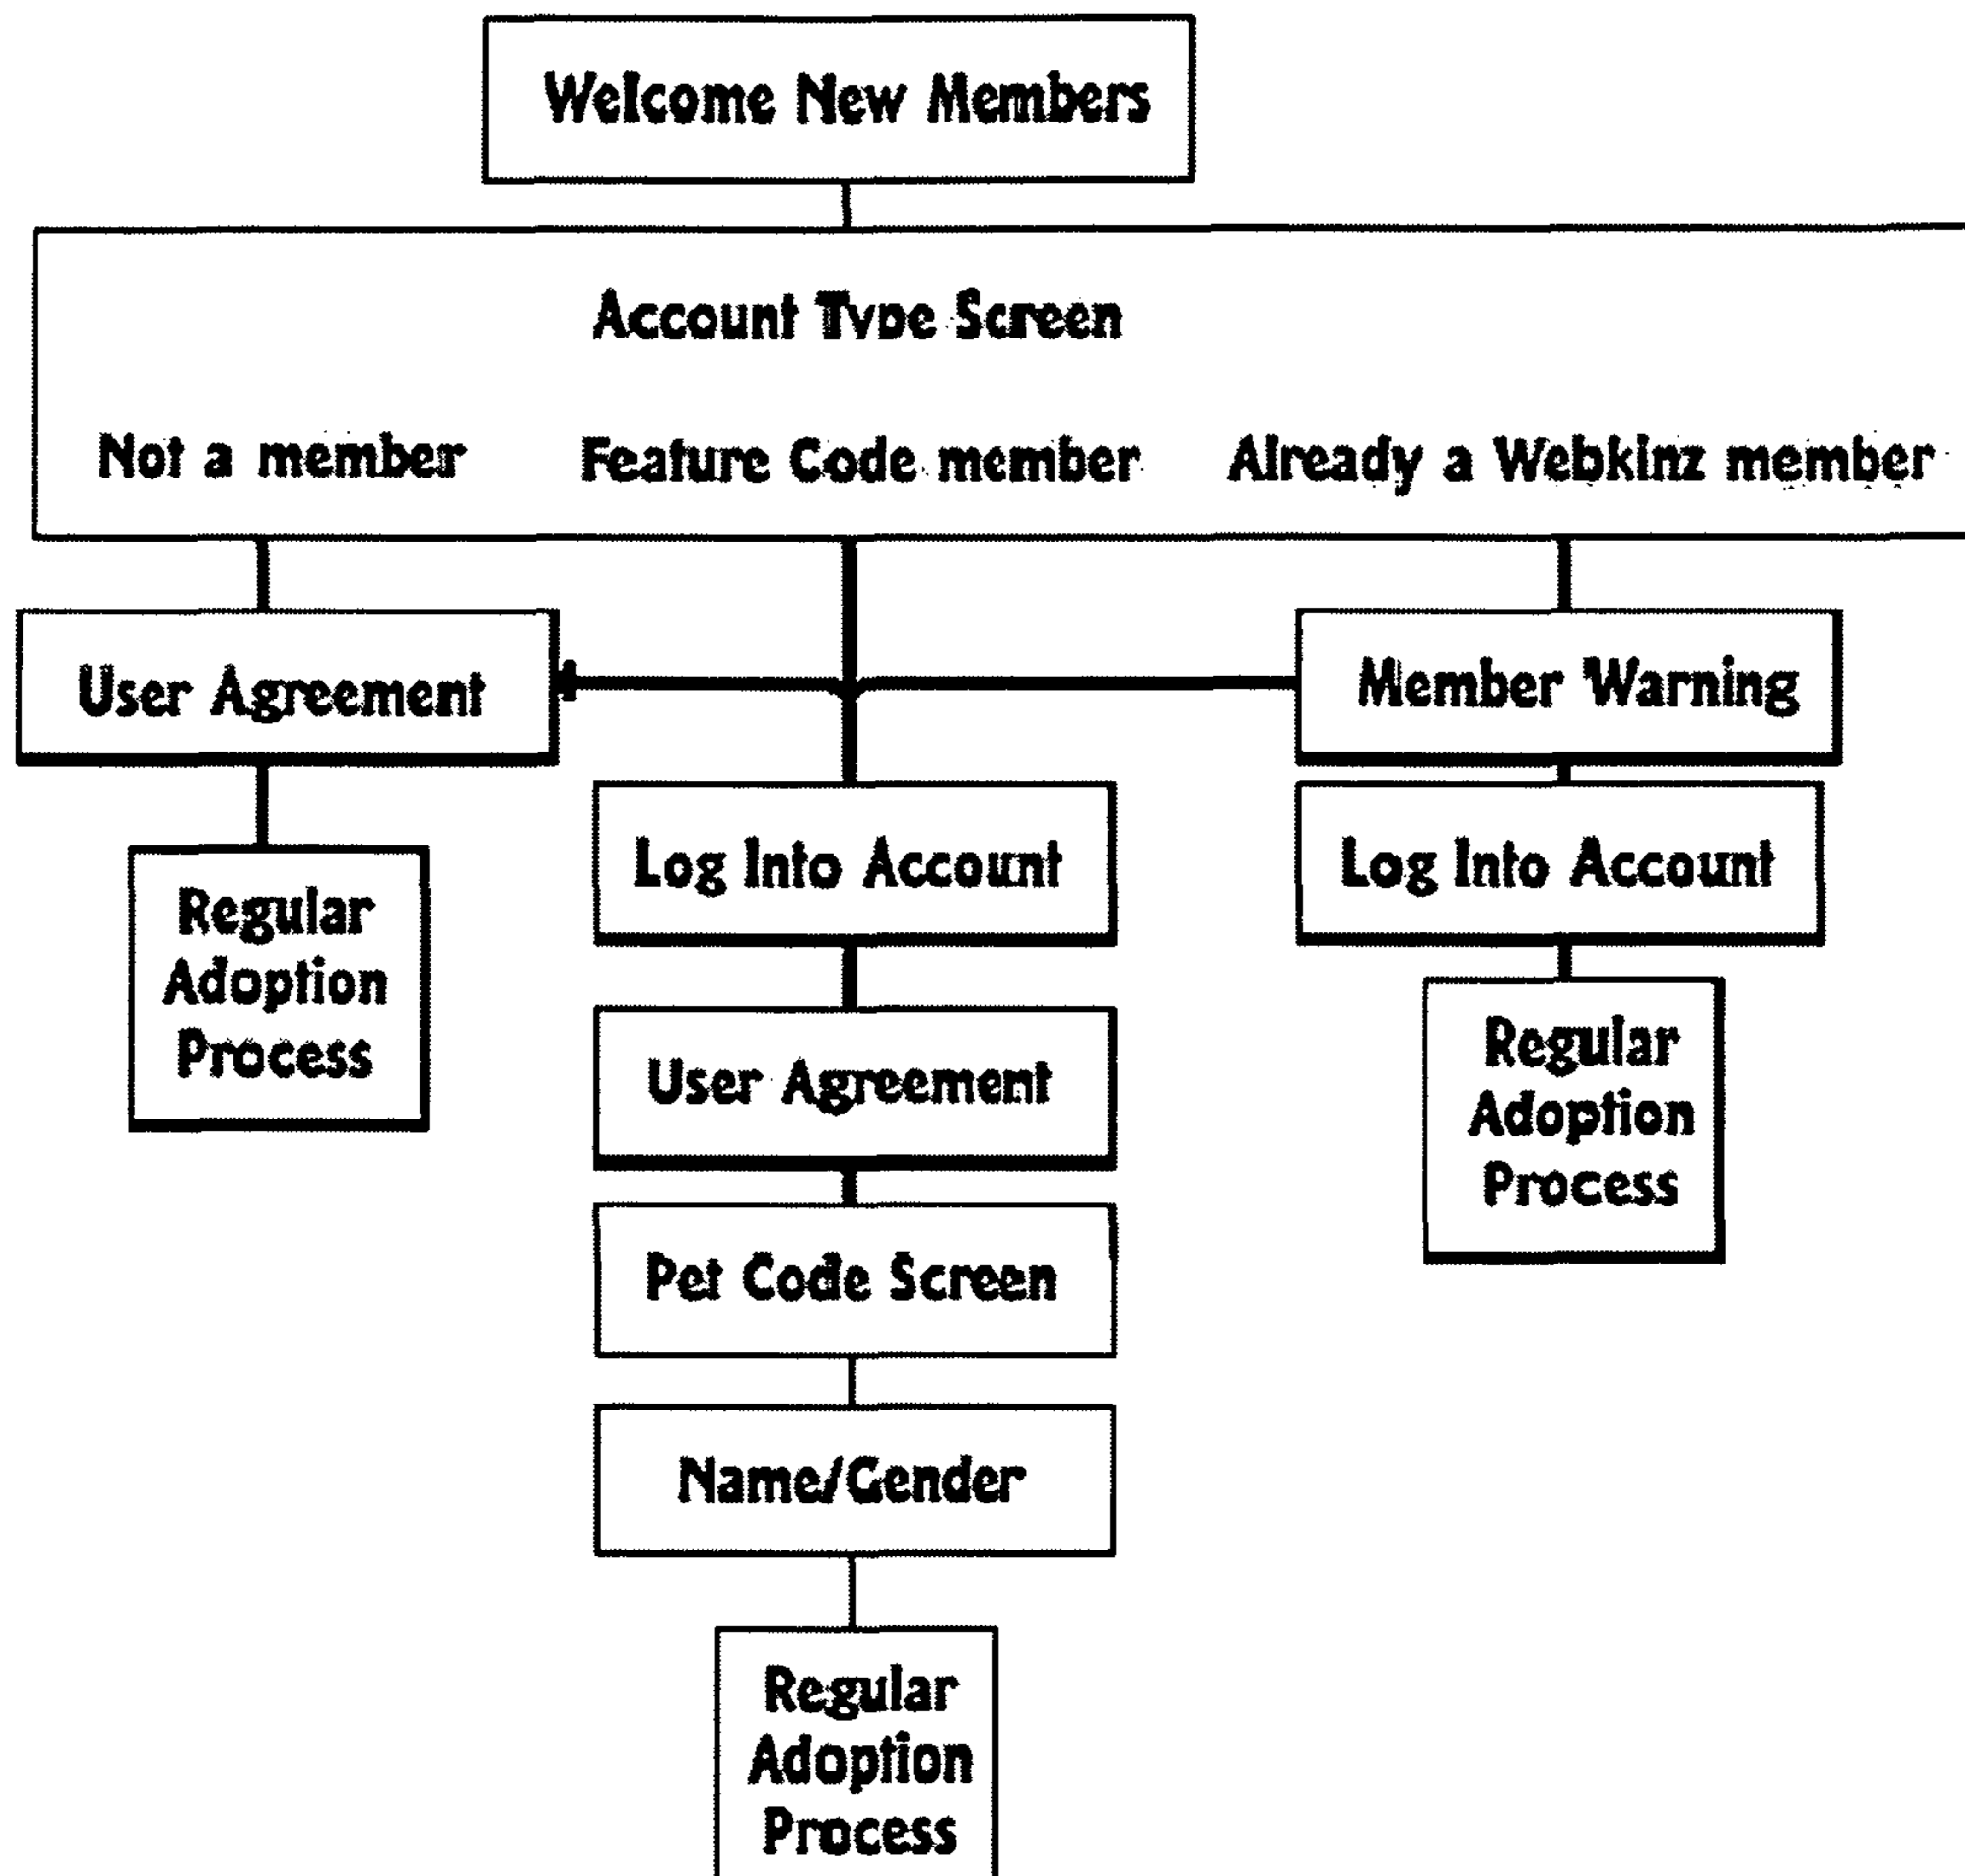 Welcome New Members
Account Type Screen
Not a member
Feature Code member
Already a Webkinz member
User Agreement
Member Warning
Log Into Account
Log Into Account
Regular
Adoption
Process
User Agreement
Regular
Adoption
Process
Pet Code Screen
Name/Gender
Regular
Adoption
Process